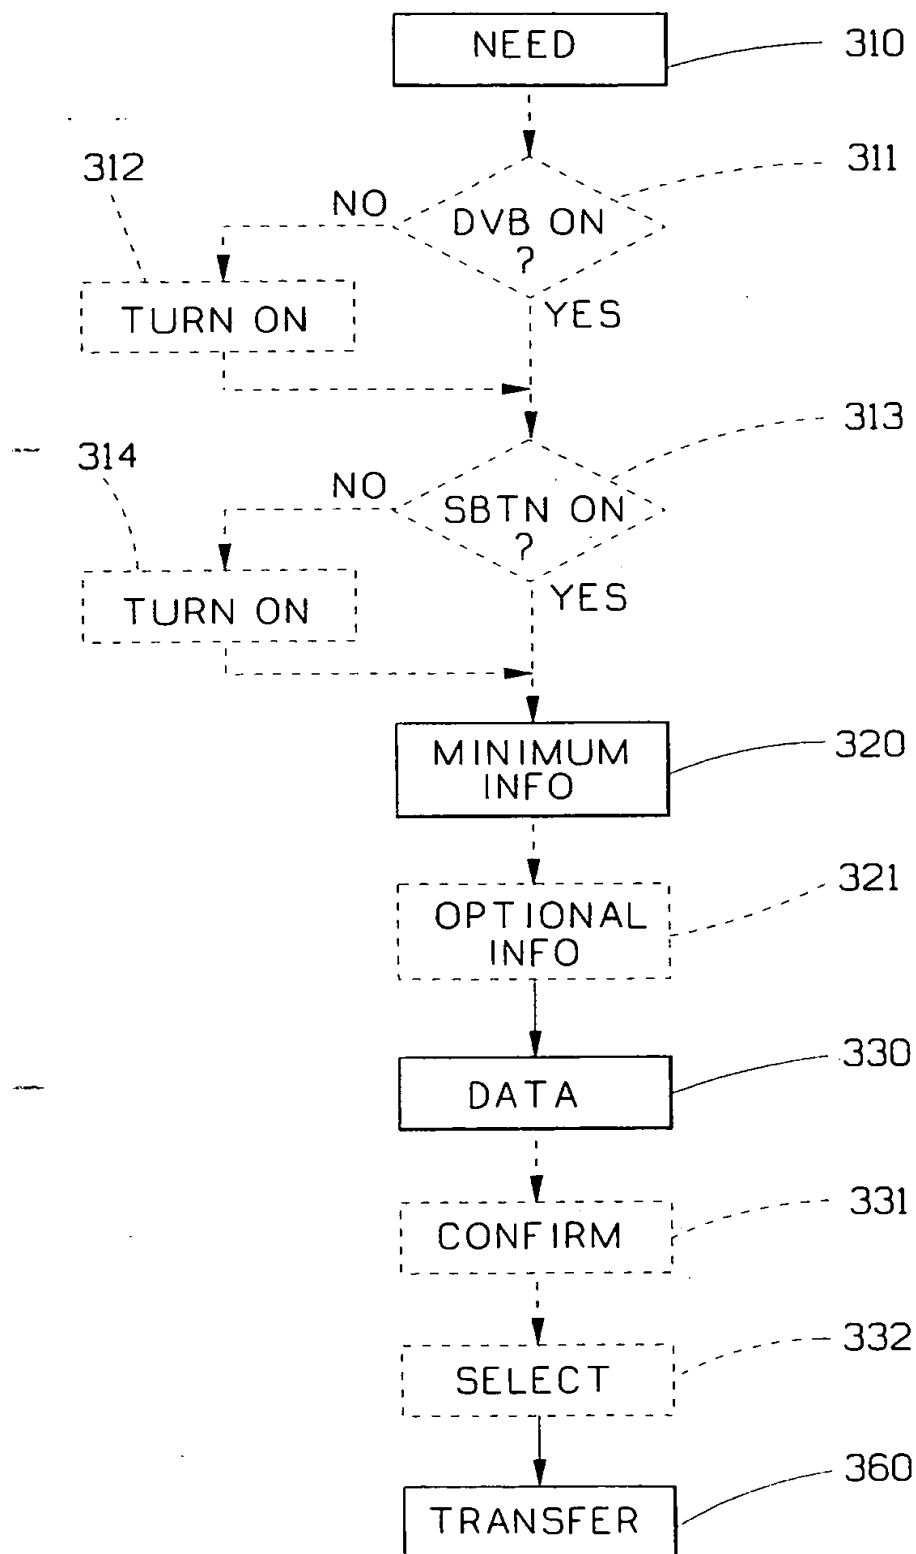 NEED
310
311
312
NO
DVB ON
?
TURN ON
YES
313
314
NO
SBTN ON
?
TURN ON
YES
MINIMUM
INFO
320
OPTIONAL
INFO
321
DATA
330
CONFIRM
331
SELECT
332
TRANSFER
360